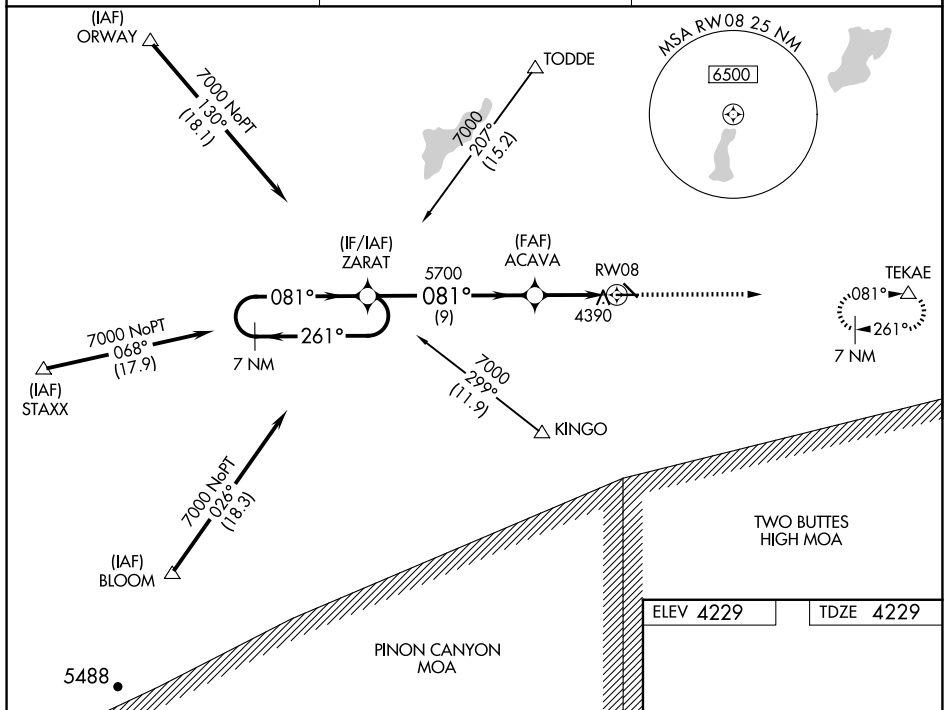 (IAF)
ORWAY
7000 NoPT
130°
(18.1)
TODDE
7000
207°
(15.2)
MSA RW08 25 NM
6500
(IF/IAF)
ZARAT
(FAF)
ACAVA
5700
081°
(9)
RW08
4390
081°
261°
7 NM
TEKAE
081°
261°
7 NM
7000 NoPT
068°
(17.9)
(IAF)
STAXX
7000
299°
(11.9)
KINGO
7000 NoPT
026°
(18.3)
(IAF)
BLOOM
TWO BUTTES
HIGH MOA
PINON CANYON
MOA
5488
ELEV 4229
TDZE 4229